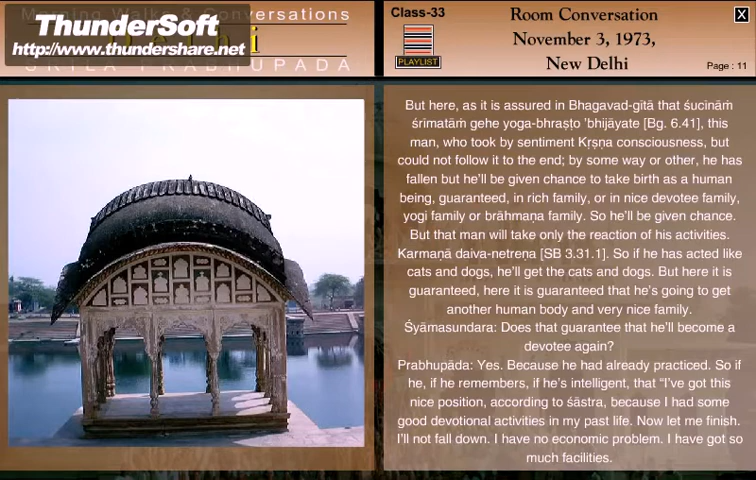 Morning Walks & Conversations
ThunderSoft
http://www.thundershare.net
SRILA PRABHUPADA
Class-33
PLAYLIST
Room Conversation
November 3, 1973,
New Delhi
X
Page : 11
But here, as it is assured in Bhagavad-gītā that śucīnāṁ
śrīmatāṁ gehe yoga-bhraṣṭo 'bhijāyate [Bg. 6.41], this
man, who took by sentiment Kṛṣṇa consciousness, but
could not follow it to the end; by some way or other, he has
fallen but he'll be given chance to take birth as a human
being, guaranteed, in rich family, or in nice devotee family,
yogi family or brāhmaṇa family. So he'll be given chance.
But that man will take only the reaction of his activities.
Karmaṇā daiva-netreṇa [SB 3.31.1]. So if he has acted like
cats and dogs, he'll get the cats and dogs. But here it is
guaranteed, here it is guaranteed that he's going to get
another human body and very nice family.
Śyāmasundara: Does that guarantee that he'll become a
devotee again?
Prabhupāda: Yes. Because he had already practiced. So if
he, if he remembers, if he's intelligent, that “I've got this
nice position, according to śāstra, because I had some
good devotional activities in my past life. Now let me finish.
I'll not fall down. I have no economic problem. I have got so
much facilities.